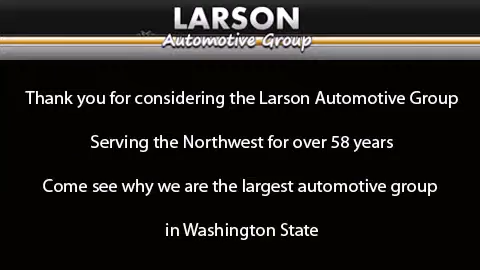 LARSON
Automotive Group
Thank you for considering the Larson Automotive Group
Serving the Northwest for over 58 years
Come see why we are the largest automotive group
in Washington State